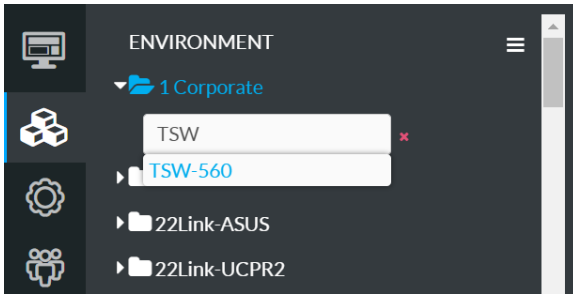 ENVIRONMENT
1 Corporate
TSW
TSW-560
22Link-ASUS
22Link-UCPR2